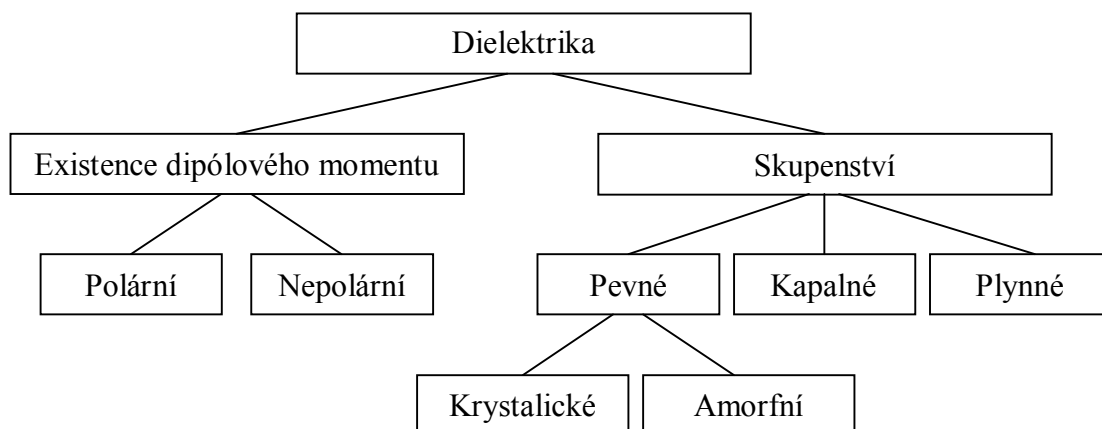 Dielektrika
Existence dipólového momentu
Skupenství
Polární
Nepolární
Pevné
Kapalné
Plynné
Krystalické
Amorfní